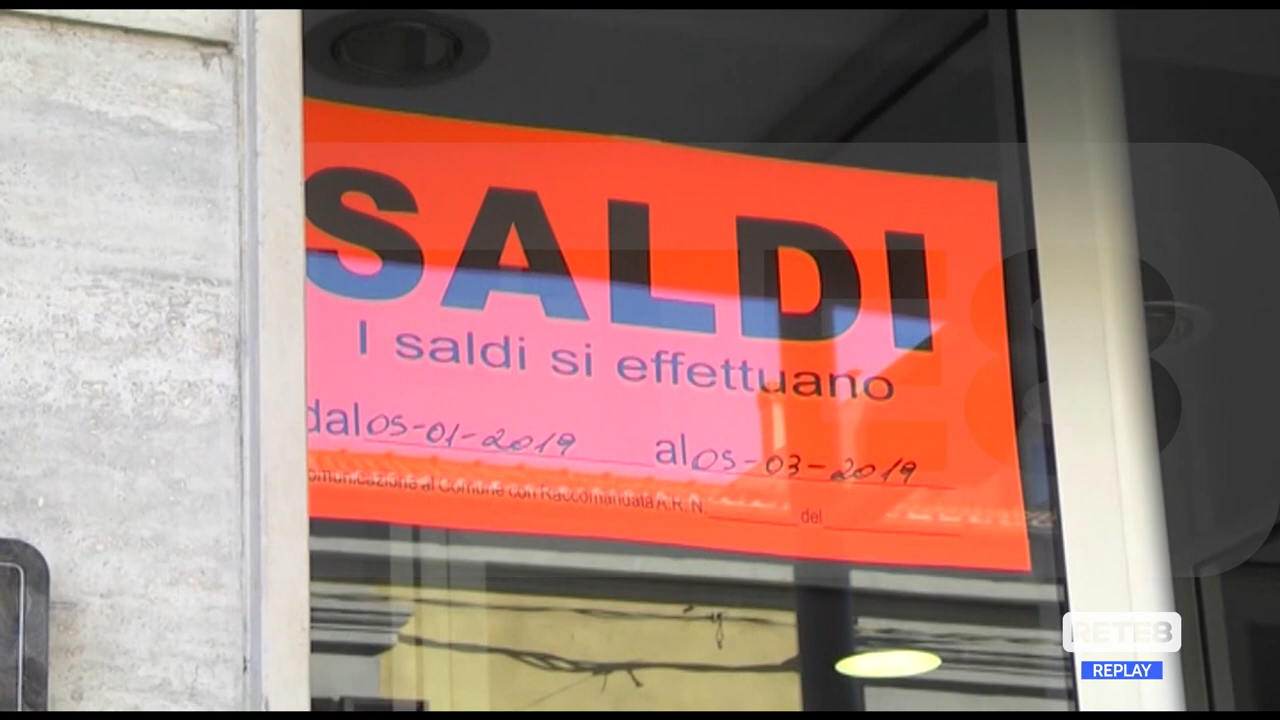 SALDI
I saldi si effettuano
dal 05-01-2019 al 05-03-2019
omunicazione al Comune con Raccomandata A.R. N. del
RETE8
REPLAY